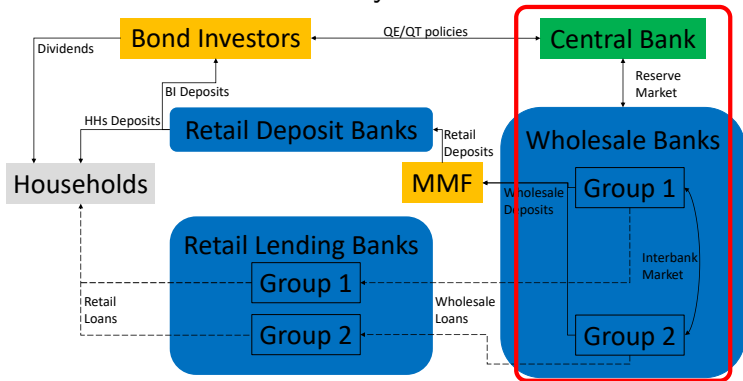 Dividends
Bond Investors
QE/QT policies
Central Bank
BI Deposits
Reserve
Market
HHs Deposits
Retail Deposit Banks
Retail
Deposits
Wholesale Banks
Households
MMF
Wholesale
Deposits
Group 1
Retail Lending Banks
Interbank
Market
Group 1
Retail
Loans
Wholesale
Loans
Group 2
Group 2